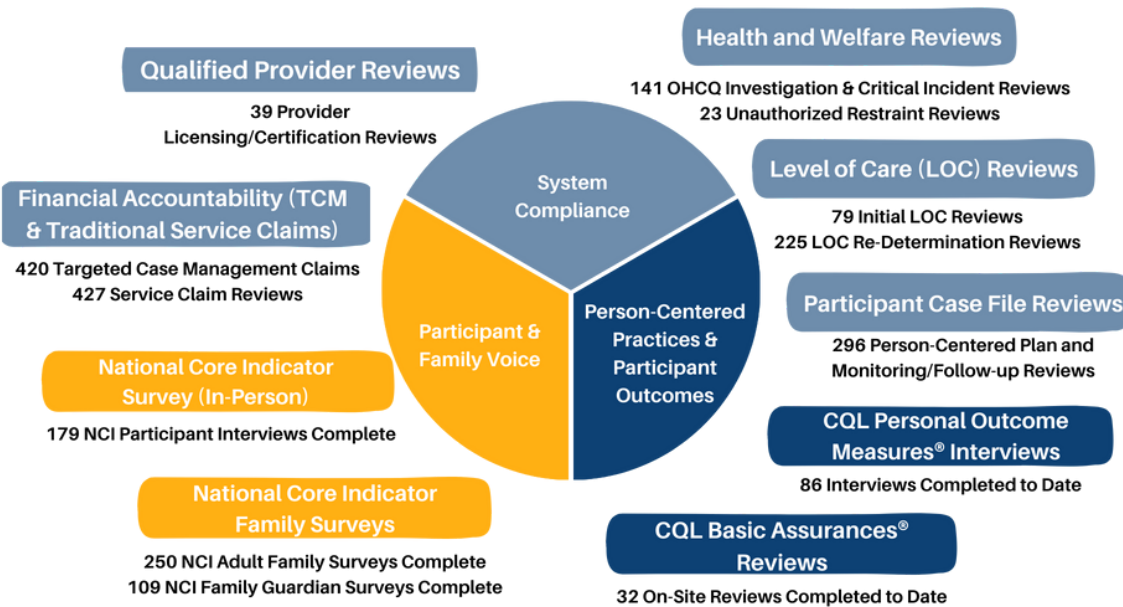 Qualified Provider Reviews
39 Provider
Licensing/Certification Reviews
Financial Accountability (TCM
& Traditional Service Claims)
420 Targeted Case Management Claims
427 Service Claim Reviews
National Core Indicator
Survey (In-Person)
179 NCI Participant Interviews Complete
National Core Indicator
Family Surveys
250 NCI Adult Family Surveys Complete
109 NCI Family Guardian Surveys Complete
System
Compliance
Participant &
Family Voice
Person-Centered
Practices &
Participant
Outcomes
Health and Welfare Reviews
141 OHCQ Investigation & Critical Incident Reviews
23 Unauthorized Restraint Reviews
Level of Care (LOC) Reviews
79 Initial LOC Reviews
225 LOC Re-Determination Reviews
Participant Case File Reviews
296 Person-Centered Plan and
Monitoring/Follow-up Reviews
CQL Personal Outcome
Measures® Interviews
86 Interviews Completed to Date
CQL Basic Assurances®
Reviews
32 On-Site Reviews Completed to Date